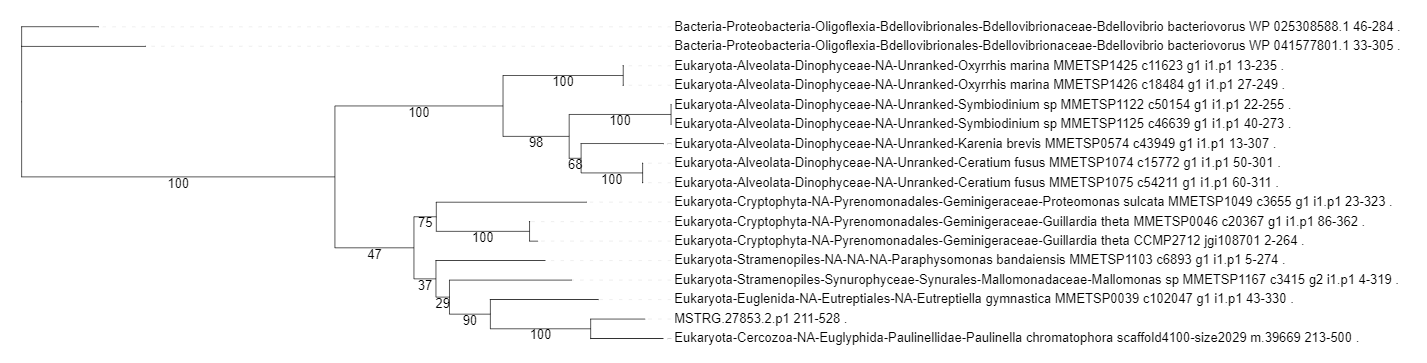 Bacteria-Proteobacteria-Oligoflexia-Bdellovibrionales-Bdellovibrionaceae-Bdellovibrio bacteriovorus WP 025308588.1 46-284 .
Bacteria-Proteobacteria-Oligoflexia-Bdellovibrionales-Bdellovibrionaceae-Bdellovibrio bacteriovorus WP 041577801.1 33-305 .
Eukaryota-Alveolata-Dinophyceae-NA-Unranked-Oxyrrhis marina MMETSP1425 c11623 g1 i1.p1 13-235 .
100
Eukaryota-Alveolata-Dinophyceae-NA-Unranked-Oxyrrhis marina MMETSP1426 c18484 g1 i1.p1 27-249 .
Eukaryota-Alveolata-Dinophyceae-NA-Unranked-Symbiodinium sp MMETSP1122 c50154 g1 i1.p1 22-255 .
100
100
Eukaryota-Alveolata-Dinophyceae-NA-Unranked-Symbiodinium sp MMETSP1125 c46639 g1 i1.p1 40-273 .
98
Eukaryota-Alveolata-Dinophyceae-NA-Unranked-Karenia brevis MMETSP0574 c43949 g1 i1.p1 13-307 .
68
Eukaryota-Alveolata-Dinophyceae-NA-Unranked-Ceratium fusus MMETSP1074 c15772 g1 i1.p1 50-301 .
100
100
Eukaryota-Alveolata-Dinophyceae-NA-Unranked-Ceratium fusus MMETSP1075 c54211 g1 i1.p1 60-311 .
Eukaryota-Cryptophyta-NA-Pyrenomonadales-Geminigeraceae-Proteomonas sulcata MMETSP1049 c3655 g1 i1.p1 23-323 .
75
Eukaryota-Cryptophyta-NA-Pyrenomonadales-Geminigeraceae-Guillardia theta MMETSP0046 c20367 g1 i1.p1 86-362 .
100
Eukaryota-Cryptophyta-NA-Pyrenomonadales-Geminigeraceae-Guillardia theta CCMP2712 jgi108701 2-264 .
47
Eukaryota-Stramenopiles-NA-NA-NA-Paraphysomonas bandaiensis MMETSP1103 c6893 g1 i1.p1 5-274 .
37
Eukaryota-Stramenopiles-Synurophyceae-Synurales-Mallomonadaceae-Mallomonas sp MMETSP1167 c3415 g2 i1.p1 4-319 .
29
Eukaryota-Euglenida-NA-Eutreptiales-NA-Eutreptiella gymnastica MMETSP0039 c102047 g1 i1.p1 43-330 .
90
MSTRG.27853.2.p1 211-528 .
100
Eukaryota-Cercozoa-NA-Euglyphida-Paulinellidae-Paulinella chromatophora scaffold4100-size2029 m.39669 213-500 .